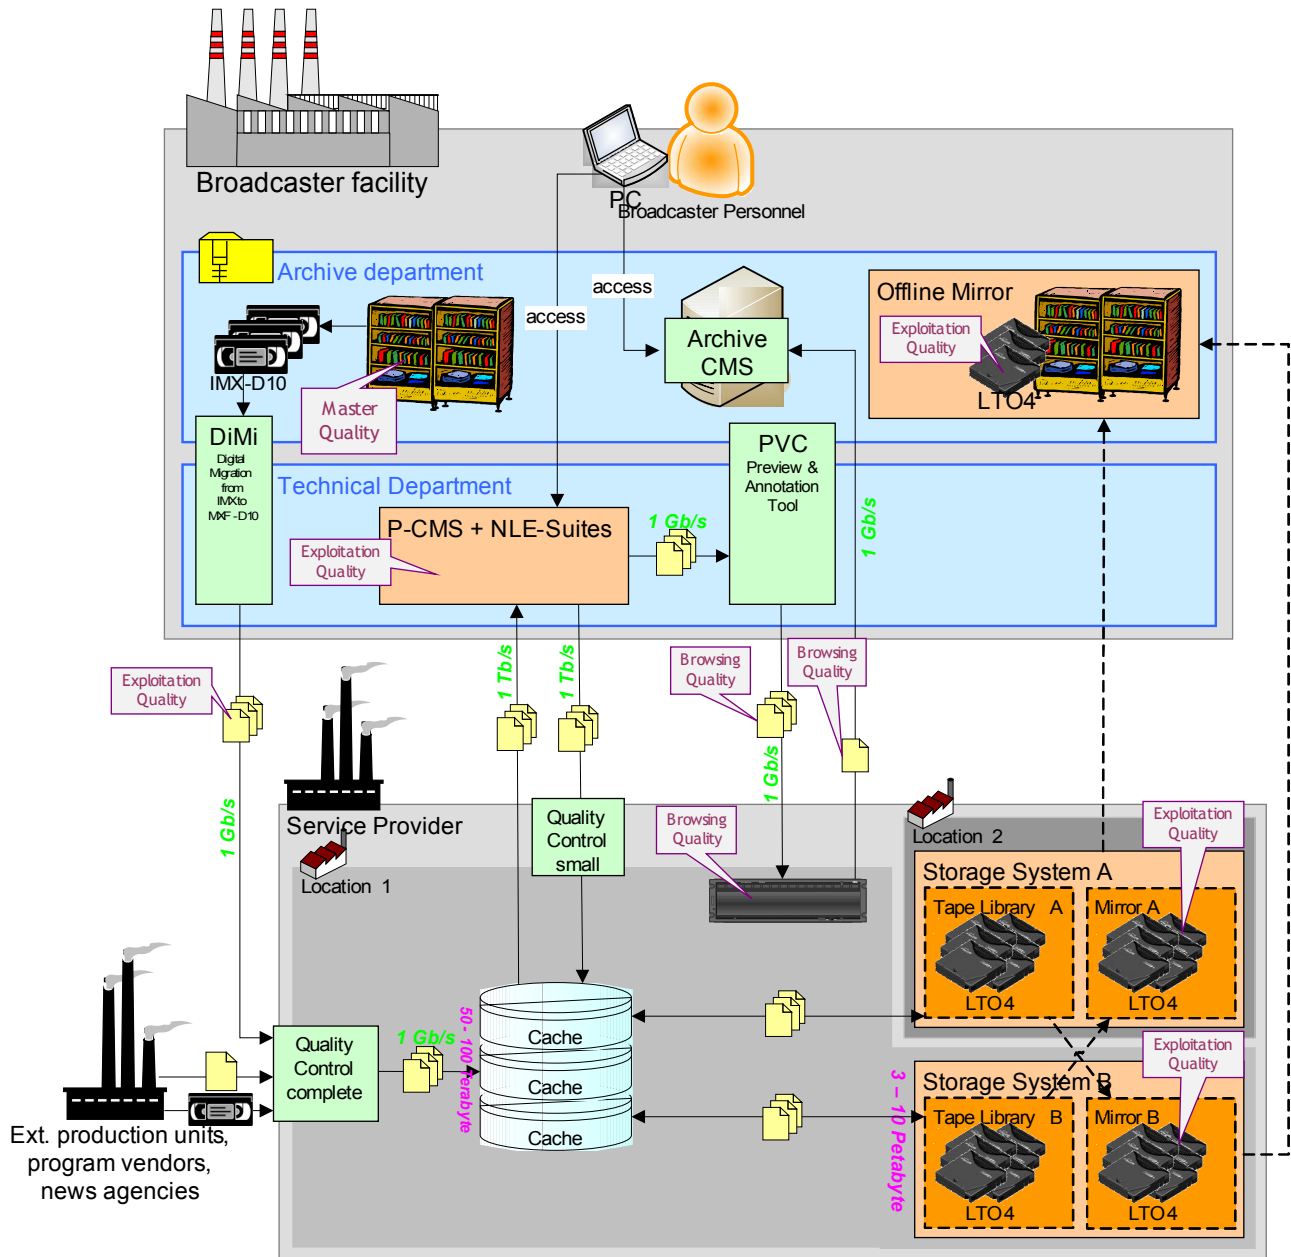 Broadcaster facility
PC
Broadcaster Personnel
Archive department
access
access
IMX-D10
Master
Quality
Archive
CMS
Offline Mirror
Exploitation
Quality
LTO4
DiMi
Digital
Migration
from
IMX to
MXF-D10
PVC
Preview &
Annotation
Tool
Technical Department
P-CMS + NLE-Suites
Exploitation
Quality
1 Gb/s
1 Gb/s
Exploitation
Quality
1 Tb/s
1 Tb/s
Browsing
Quality
Browsing
Quality
1 Gb/s
1 Gb/s
Service Provider
Location 1
Quality
Control
small
Browsing
Quality
Location 2
Exploitation
Quality
Storage System A
Tape Library A
Mirror A
LTO4
LTO4
Cache
Cache
Cache
50 - 100 Terabyte
Quality
Control
complete
1 Gb/s
Ext. production units,
program vendors,
news agencies
3 – 10 Petabyte
Exploitation
Quality
Storage System B
Tape Library B
Mirror B
LTO4
LTO4